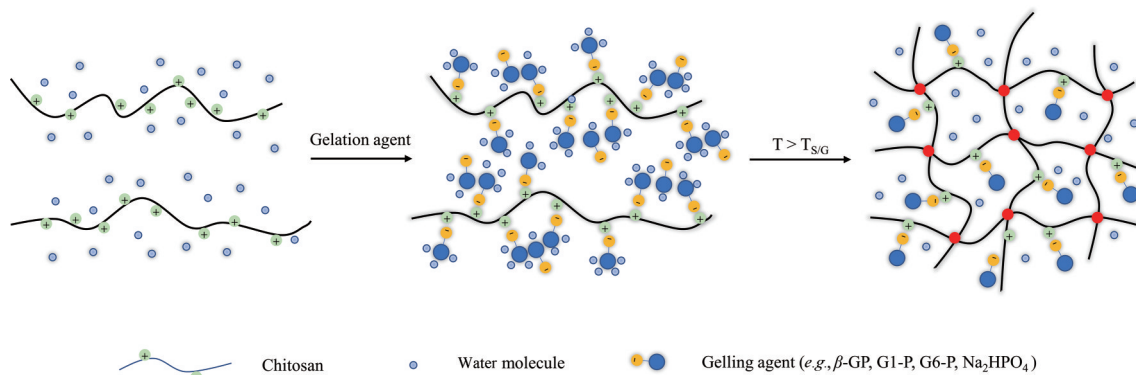 Gelation agent
T > T_S/G
Chitosan
Water molecule
Gelling agent (e.g., β-GP, G1-P, G6-P, Na₂HPO₄)